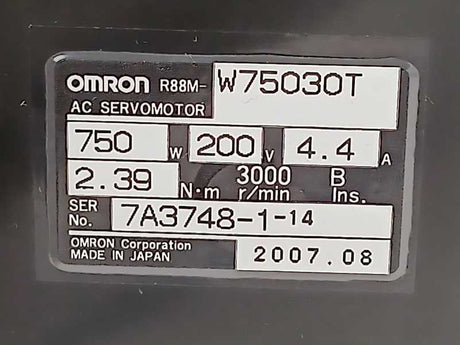 OMRON R88M-W75030T
AC SERVOMOTOR
750 W 200 V 4.4 A
2.39 N·m 3000 r/min B Ins.
SER No. 7A3748-1-14
OMRON Corporation
MADE IN JAPAN 2007.08